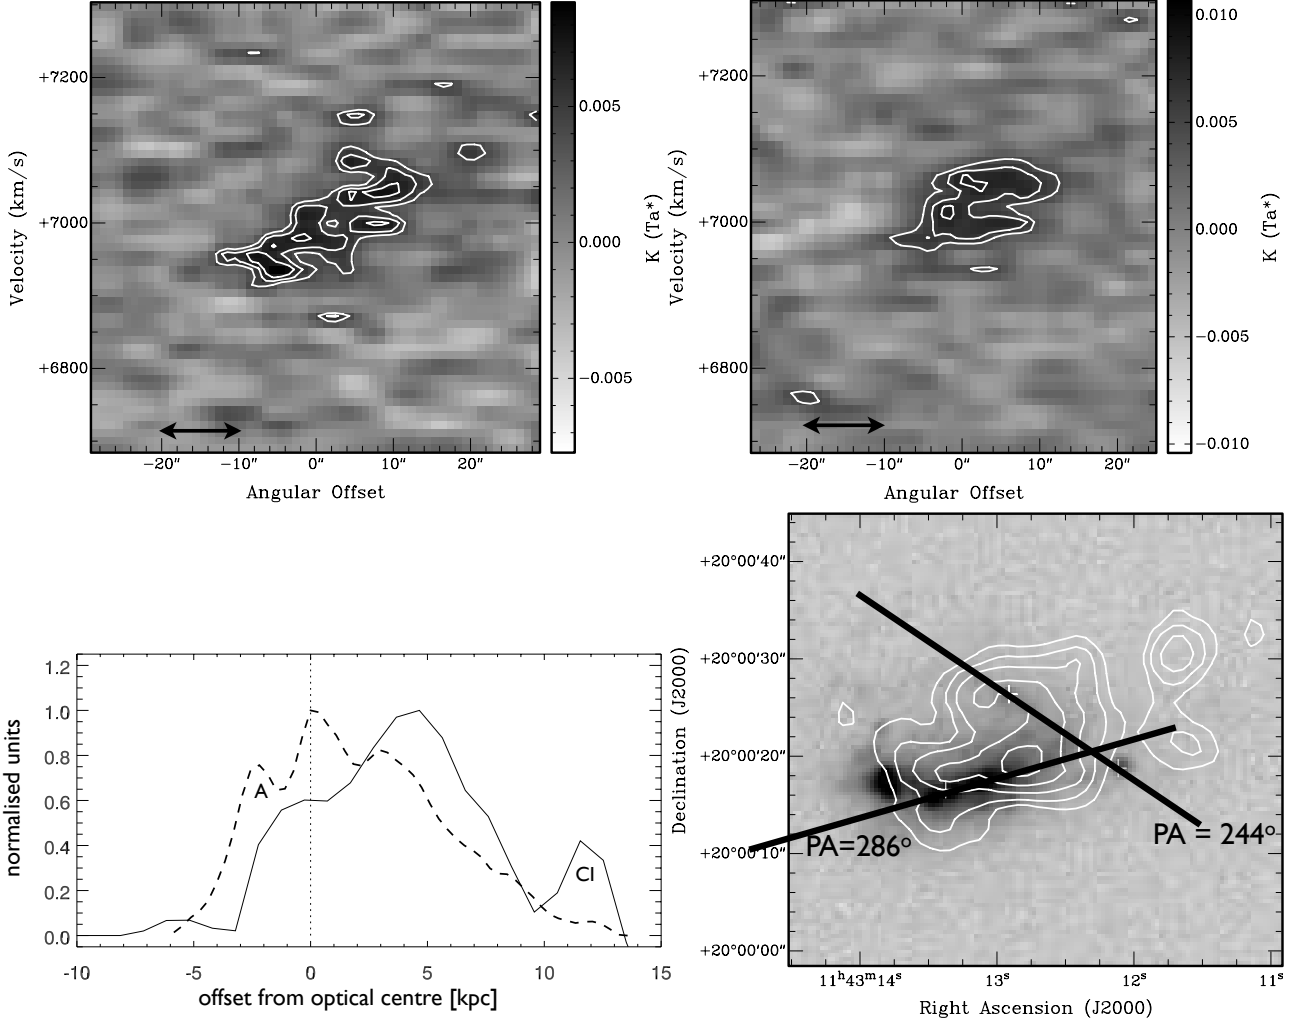 +7200
+7000
+6800
Velocity (km/s)
−20″ −10″ 0″ 10″ 20″
Angular Offset
0.005
0.000
−0.005
K (Ta*)
+7200
+7000
+6800
Velocity (km/s)
−20″ −10″ 0″ 10″ 20″
Angular Offset
0.010
0.005
0.000
−0.005
−0.010
K (Ta*)
1.2
1.0
0.8
0.6
0.4
0.2
0.0
normalised units
A
CI
-10 -5 0 5 10 15
offset from optical centre [kpc]
+20°00′40″
+20°00′30″
+20°00′20″
+20°00′10″
+20°00′00″
Declination (J2000)
PA=286º
PA = 244º
11ʰ43ᵐ14ˢ 13ˢ 12ˢ 11ˢ
Right Ascension (J2000)